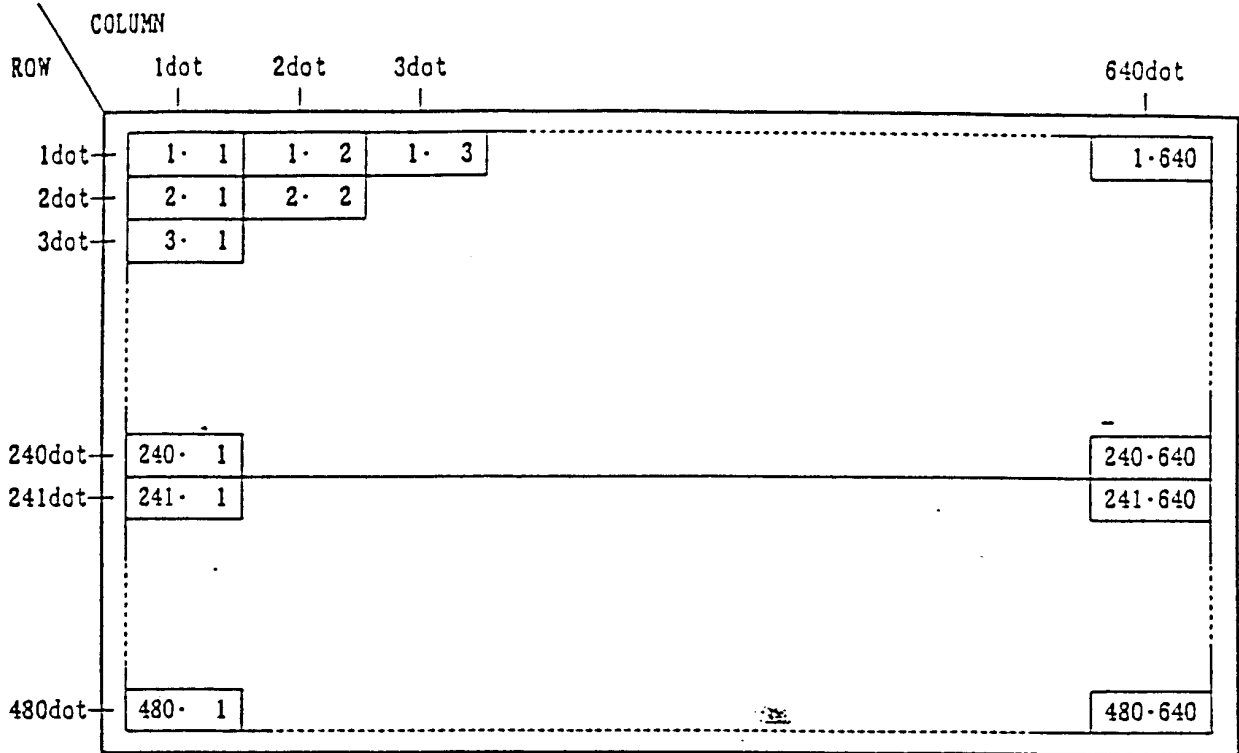 COLUMN
ROW 1dot 2dot 3dot 640dot
1dot 1· 1 1· 2 1· 3 1·640
2dot 2· 1 2· 2
3dot 3· 1
240dot 240· 1 240·640
241dot 241· 1 241·640
480dot 480· 1 480·640